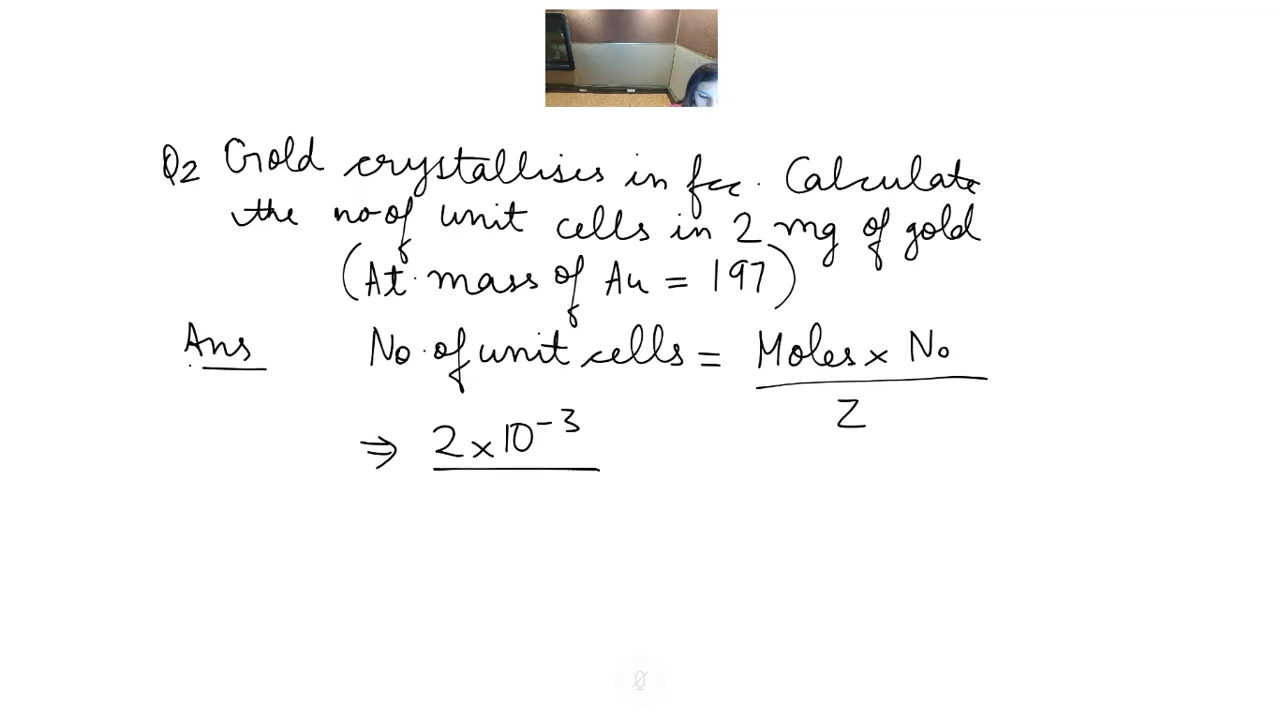 Q2 Gold crystallises in fcc. Calculate
the no of unit cells in 2 mg of gold
(At. mass of Au = 197)
Ans No. of unit cells = Moles x No
Z
⇒ 2 x 10⁻³